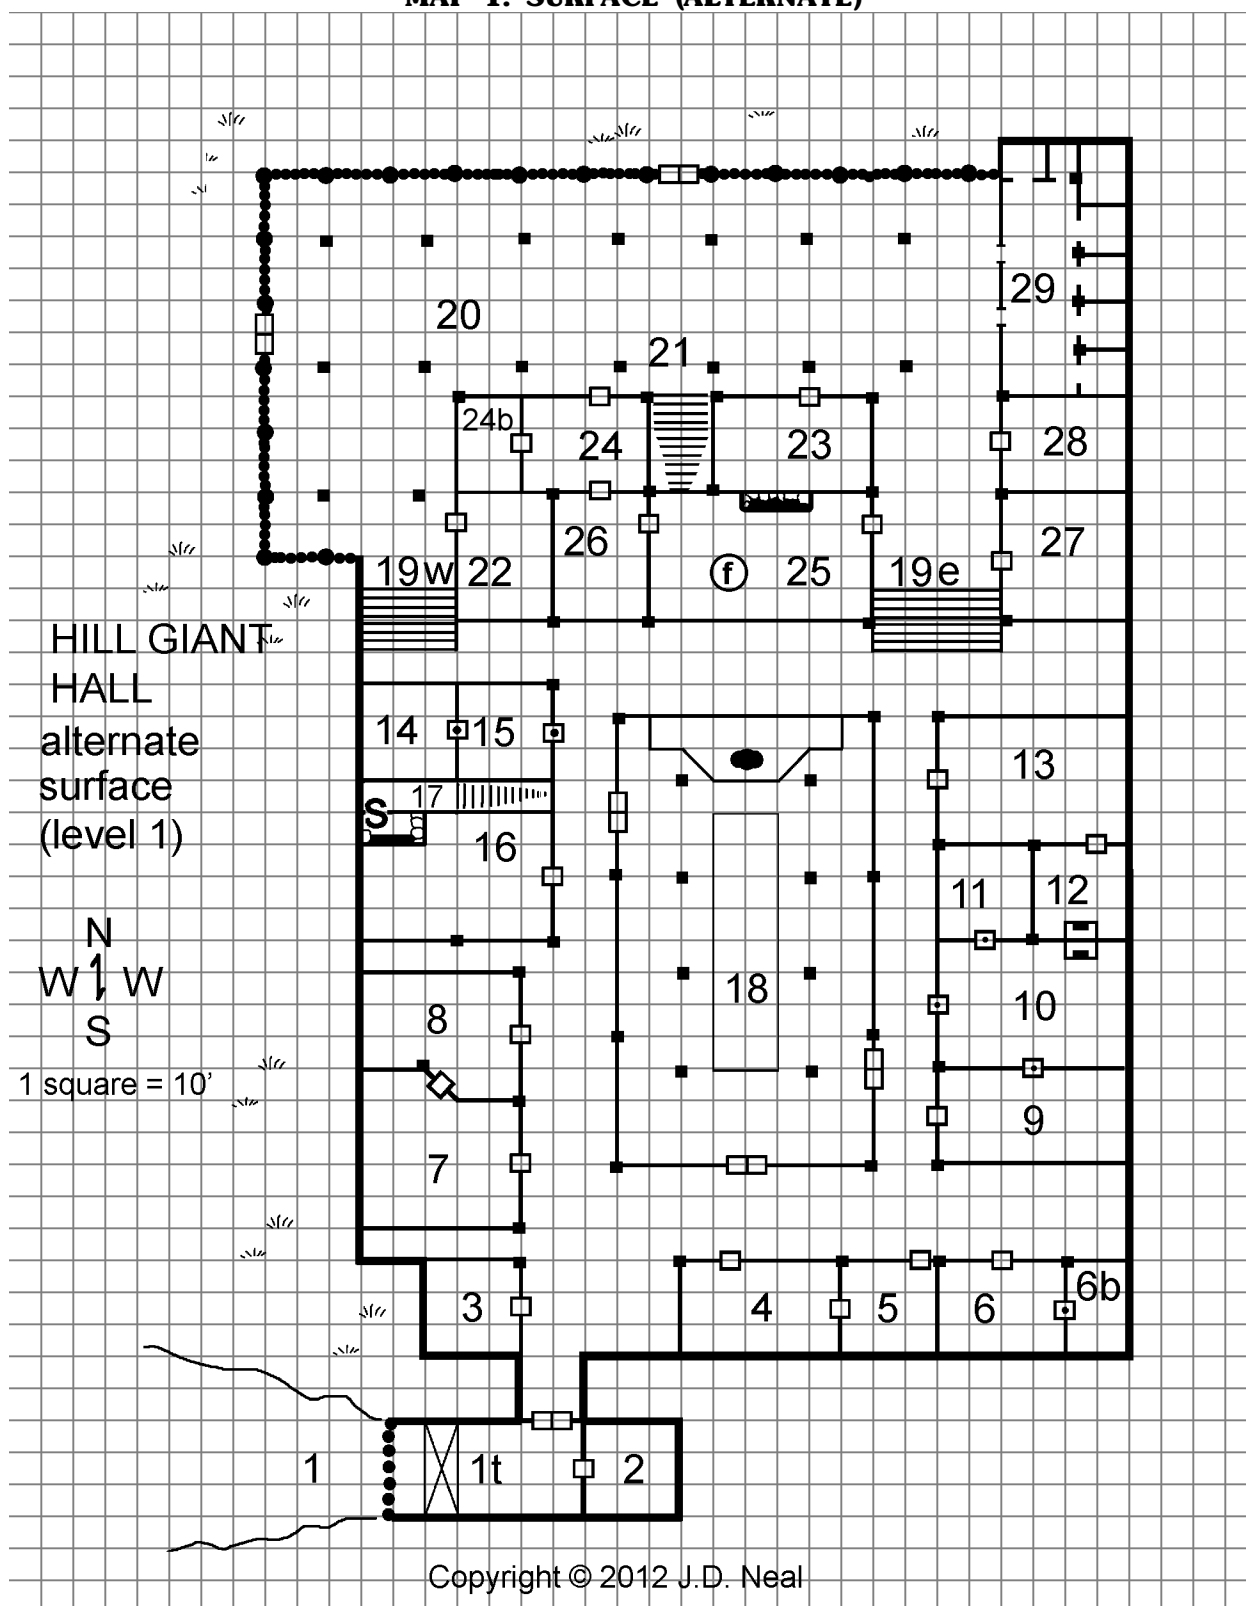 MAP 1: SURFACE (ALTERNATE)
29
20
21
24b
24
23
28
26
27
19w
22
f
25
19e
HILL GIANT
HALL
alternate
surface
(level 1)
14
15
13
17
S
16
11
12
N
W W
S
18
10
8
1 square = 10'
9
7
6b
3
4
5
6
1
1t
2
Copyright © 2012 J.D. Neal